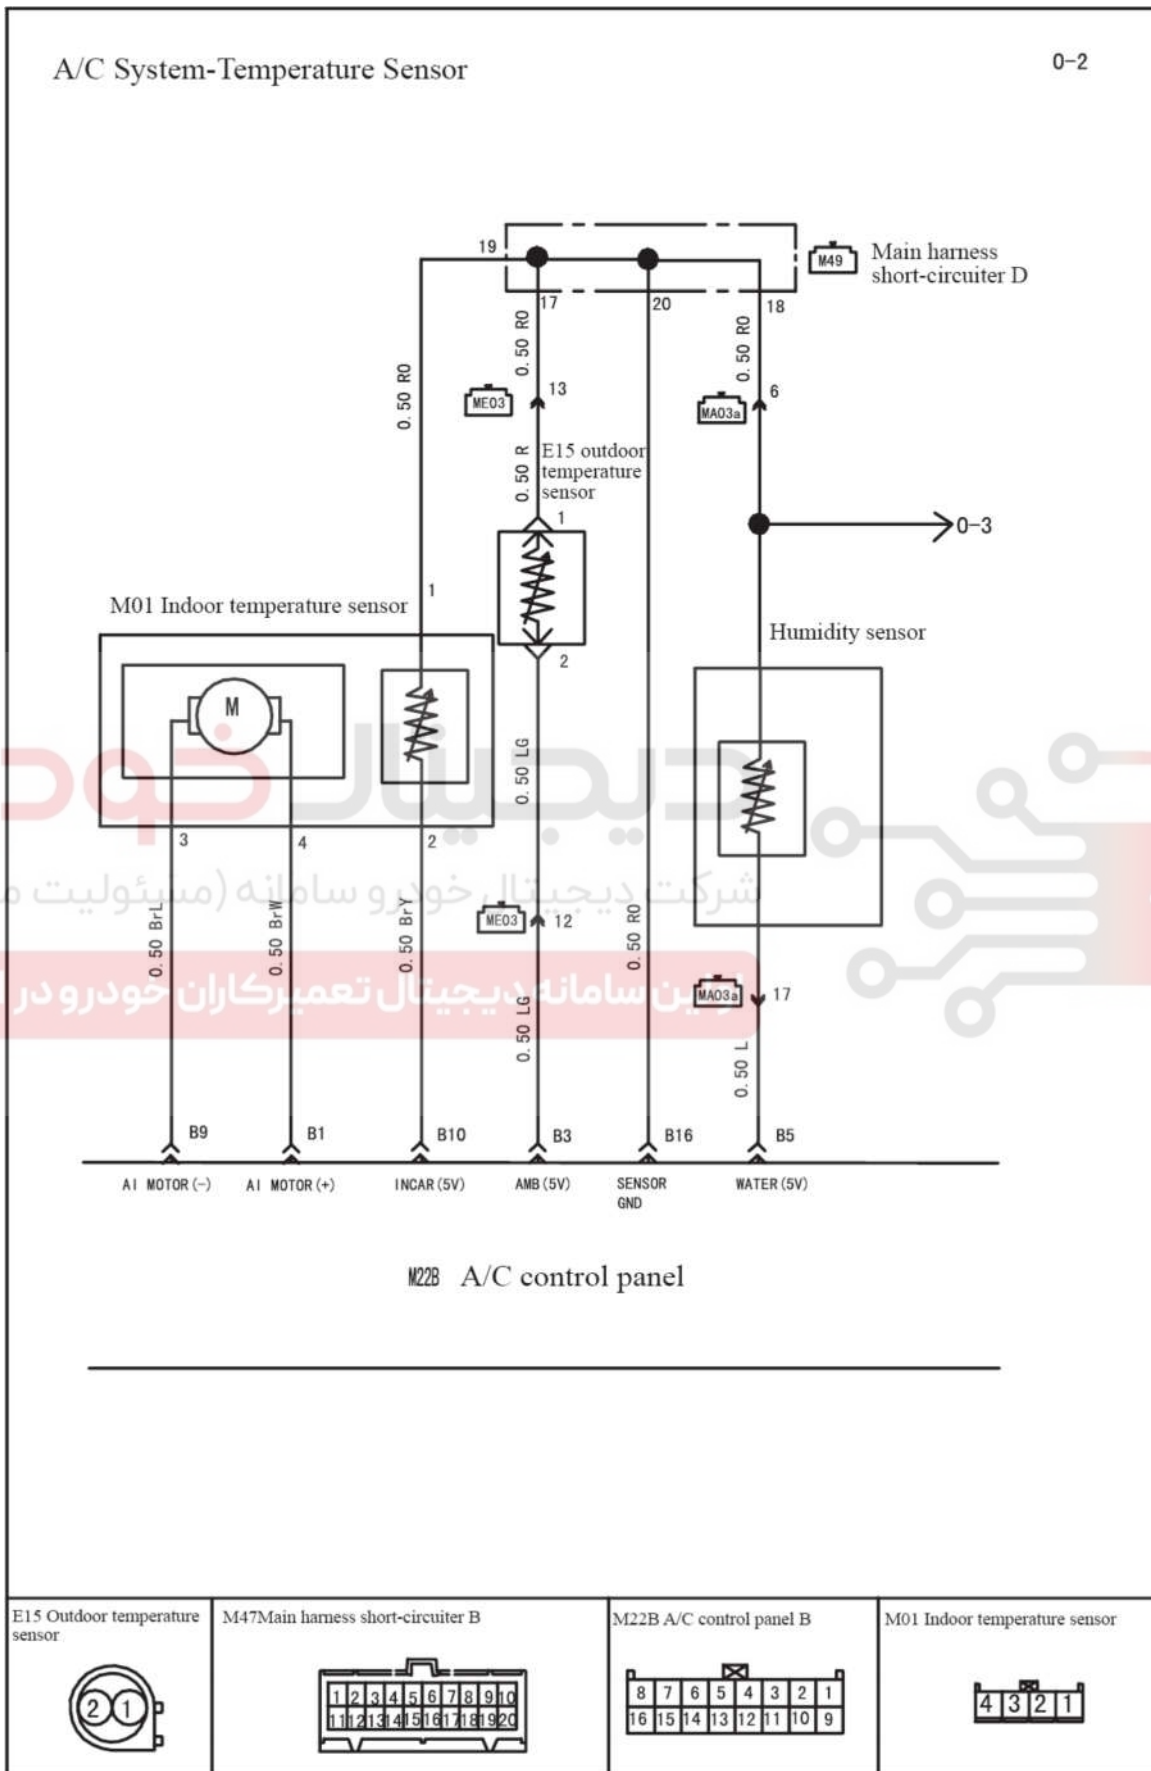 A/C System-Temperature Sensor
0-2
19
17
20
18
M49
Main harness
short-circuiter D
0.50 RO
0.50 RO
0.50 RO
ME03
13
MA03a
6
0.50 R
E15 outdoor
temperature
sensor
1
0-3
1
M01 Indoor temperature sensor
2
Humidity sensor
M
دیجیتال خود
3
4
2
0.50 LG
شرکت دیجیتال خودرو سامانه (مسئولیت
0.50 BrL
0.50 BrW
0.50 BrY
ME03
12
0.50 RO
اولین سامانه دیجیتال تعمیرکاران خودرو در
MA03a
17
0.50 LG
0.50 L
B9
B1
B10
B3
B16
B5
AI MOTOR(-)
AI MOTOR(+)
INCAR(5V)
AMB(5V)
SENSOR
GND
WATER(5V)
M22B A/C control panel
E15 Outdoor temperature
sensor
2 1
M47Main harness short-circuiter B
1 2 3 4 5 6 7 8 9 10
11 12 13 14 15 16 17 18 19 20
M22B A/C control panel B
8 7 6 5 4 3 2 1
16 15 14 13 12 11 10 9
M01 Indoor temperature sensor
4 3 2 1